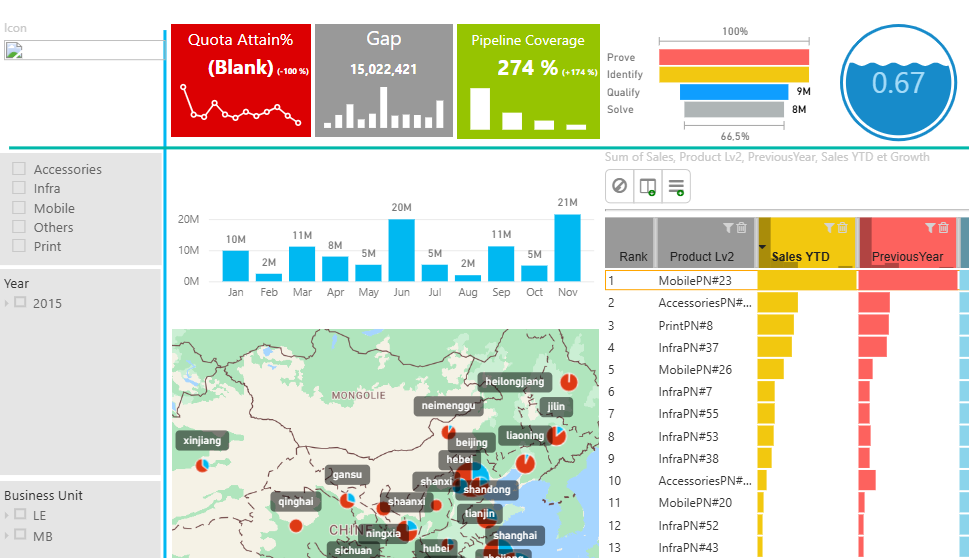 Icon
Quota Attain%
(Blank) (-100 %)
Gap
15,022,421
Pipeline Coverage
274 % (+174 %)
100%
Prove
Identify
Qualify
9M
Solve
8M
66,5%
0.67
Accessories
Infra
Mobile
Others
Print
Year
2015
Business Unit
LE
MB
20M
10M
0M
10M
2M
11M
8M
5M
20M
5M
2M
11M
5M
21M
Jan
Feb
Mar
Apr
May
Jun
Jul
Aug
Sep
Oct
Nov
MONGOLIE
heilongjiang
neimenggu
jilin
xinjiang
beijing
liaoning
hebei
gansu
shanxi
shandong
qinghai
shaanxi
tianjin
CHINE
ningxia
shanghai
sichuan
hubei
Sum of Sales, Product Lv2, PreviousYear, Sales YTD et Growth
Rank Product Lv2 Sales YTD PreviousYear
1 MobilePN#23
2 AccessoriesPN#...
3 PrintPN#8
4 InfraPN#37
5 MobilePN#26
6 InfraPN#7
7 InfraPN#55
8 InfraPN#53
9 InfraPN#38
10 AccessoriesPN#...
11 MobilePN#20
12 InfraPN#52
13 InfraPN#43